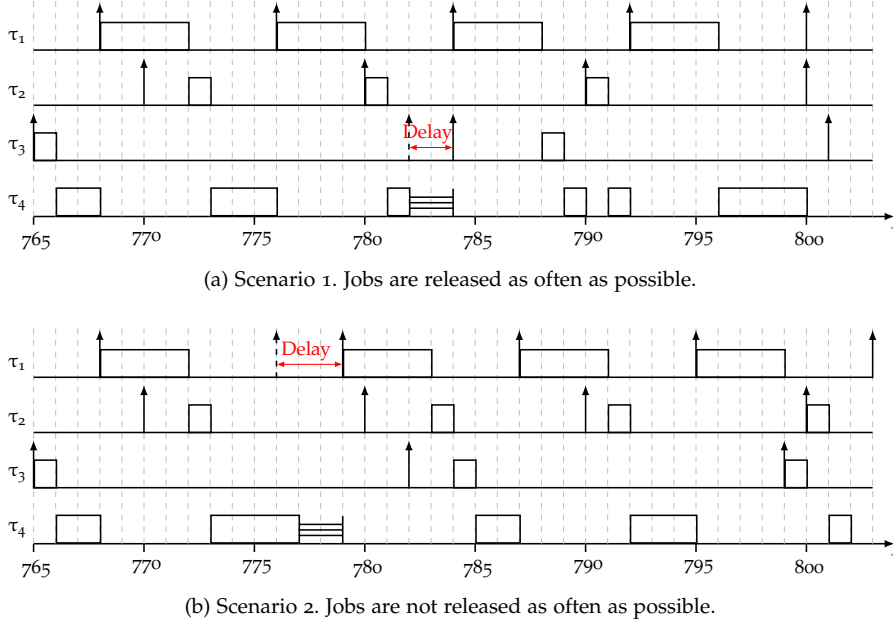 τ1
τ2
τ3 Delay
τ4
765 770 775 780 785 790 795 800
(a) Scenario 1. Jobs are released as often as possible.
τ1 Delay
τ2
τ3
τ4
765 770 775 780 785 790 795 800
(b) Scenario 2. Jobs are not released as often as possible.